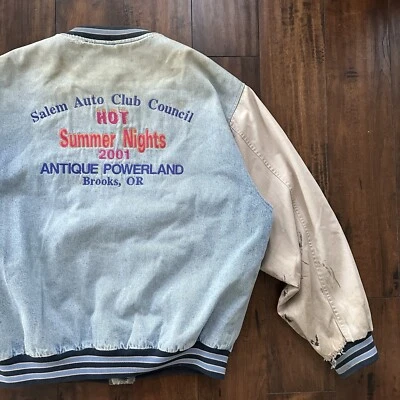 Salem Auto Club Council
HOT
Summer Nights
2001
ANTIQUE POWERLAND
Brooks, OR